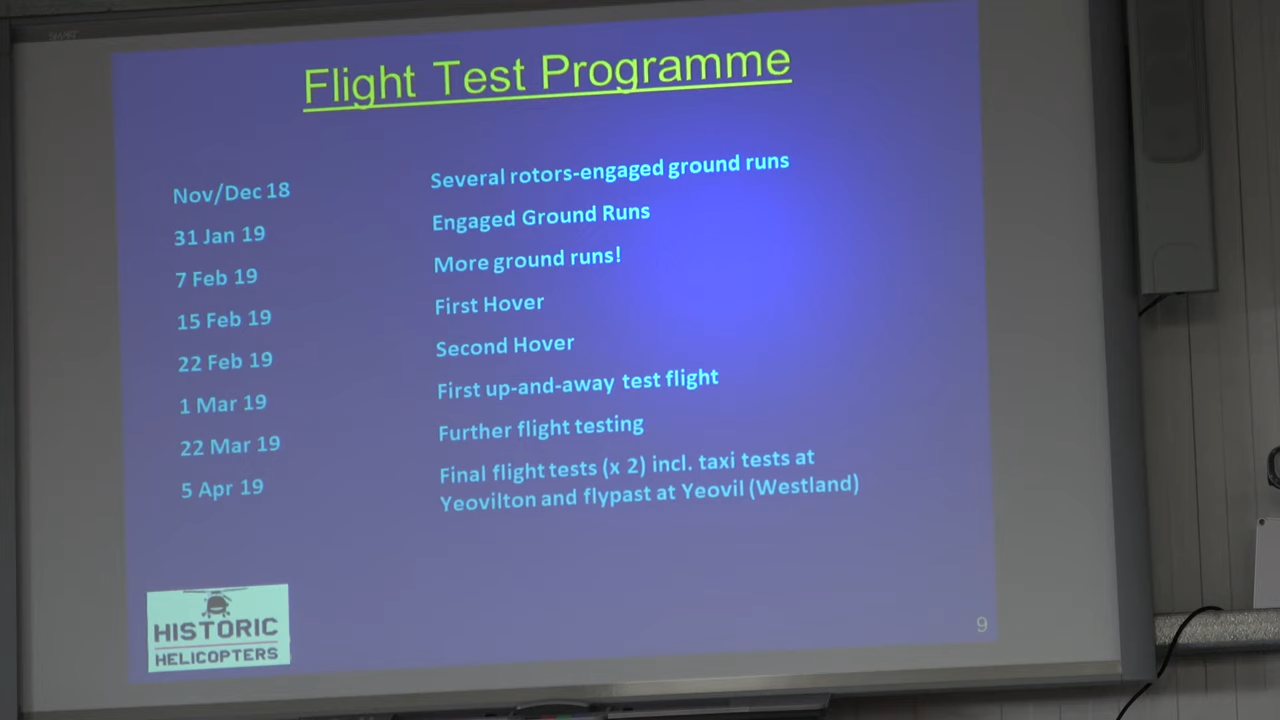 SMART
Flight Test Programme
Nov/Dec 18 Several rotors-engaged ground runs
31 Jan 19 Engaged Ground Runs
7 Feb 19 More ground runs!
15 Feb 19 First Hover
22 Feb 19 Second Hover
1 Mar 19 First up-and-away test flight
22 Mar 19 Further flight testing
5 Apr 19 Final flight tests (x 2) incl. taxi tests at
Yeovilton and flypast at Yeovil (Westland)
HISTORIC
HELICOPTERS
9